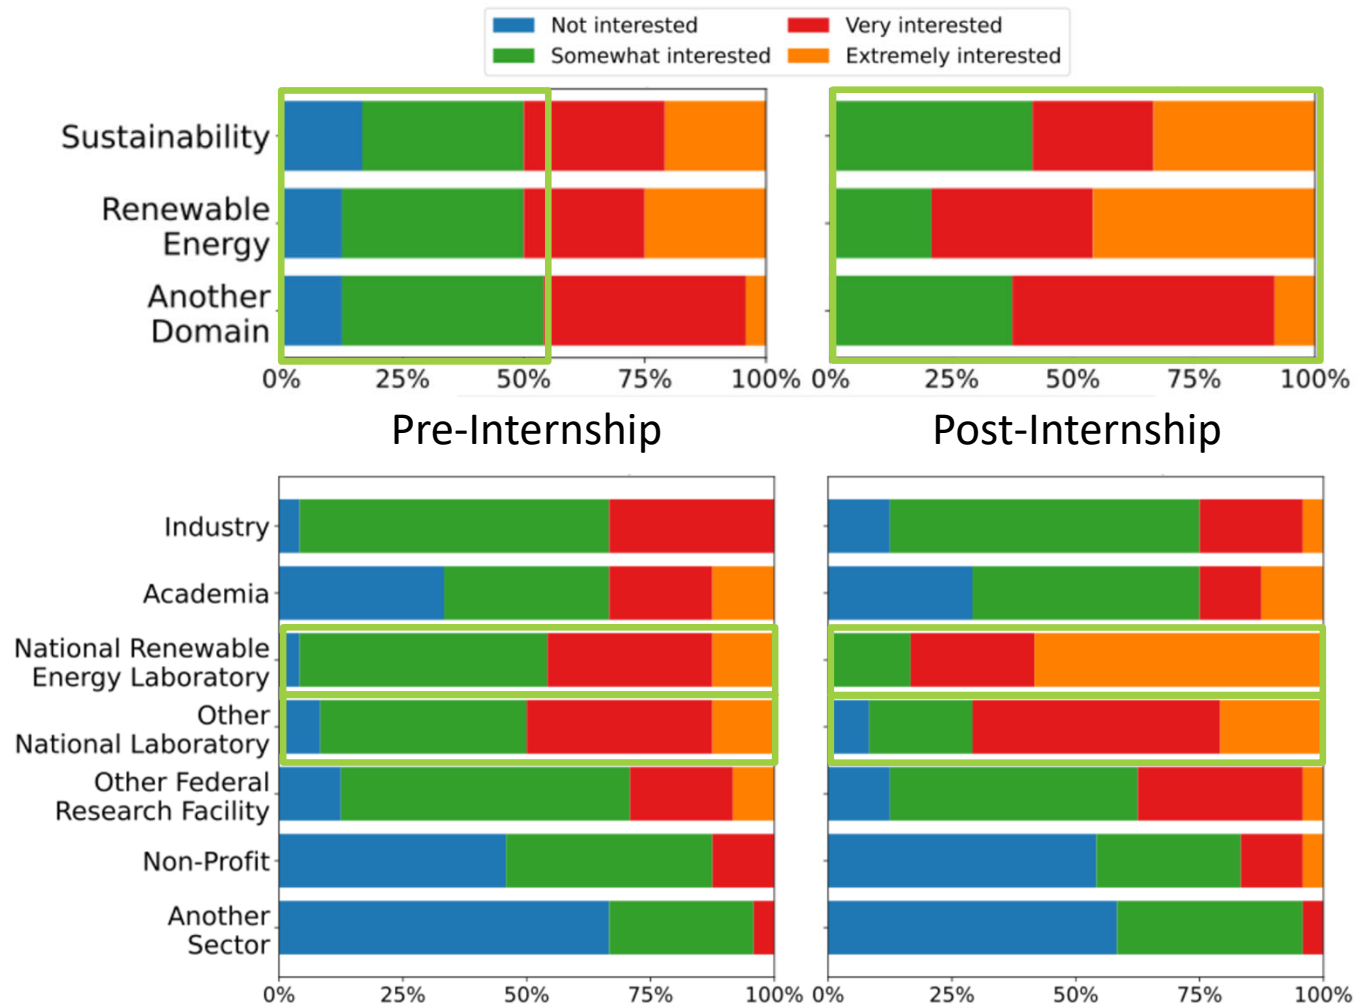 Not interested
Very interested
Somewhat interested
Extremely interested
Sustainability
Renewable
Energy
Another
Domain
0% 25% 50% 75% 100%
0% 25% 50% 75% 100%
Pre-Internship
Post-Internship
Industry
Academia
National Renewable
Energy Laboratory
Other
National Laboratory
Other Federal
Research Facility
Non-Profit
Another
Sector
0% 25% 50% 75% 100%
0% 25% 50% 75% 100%